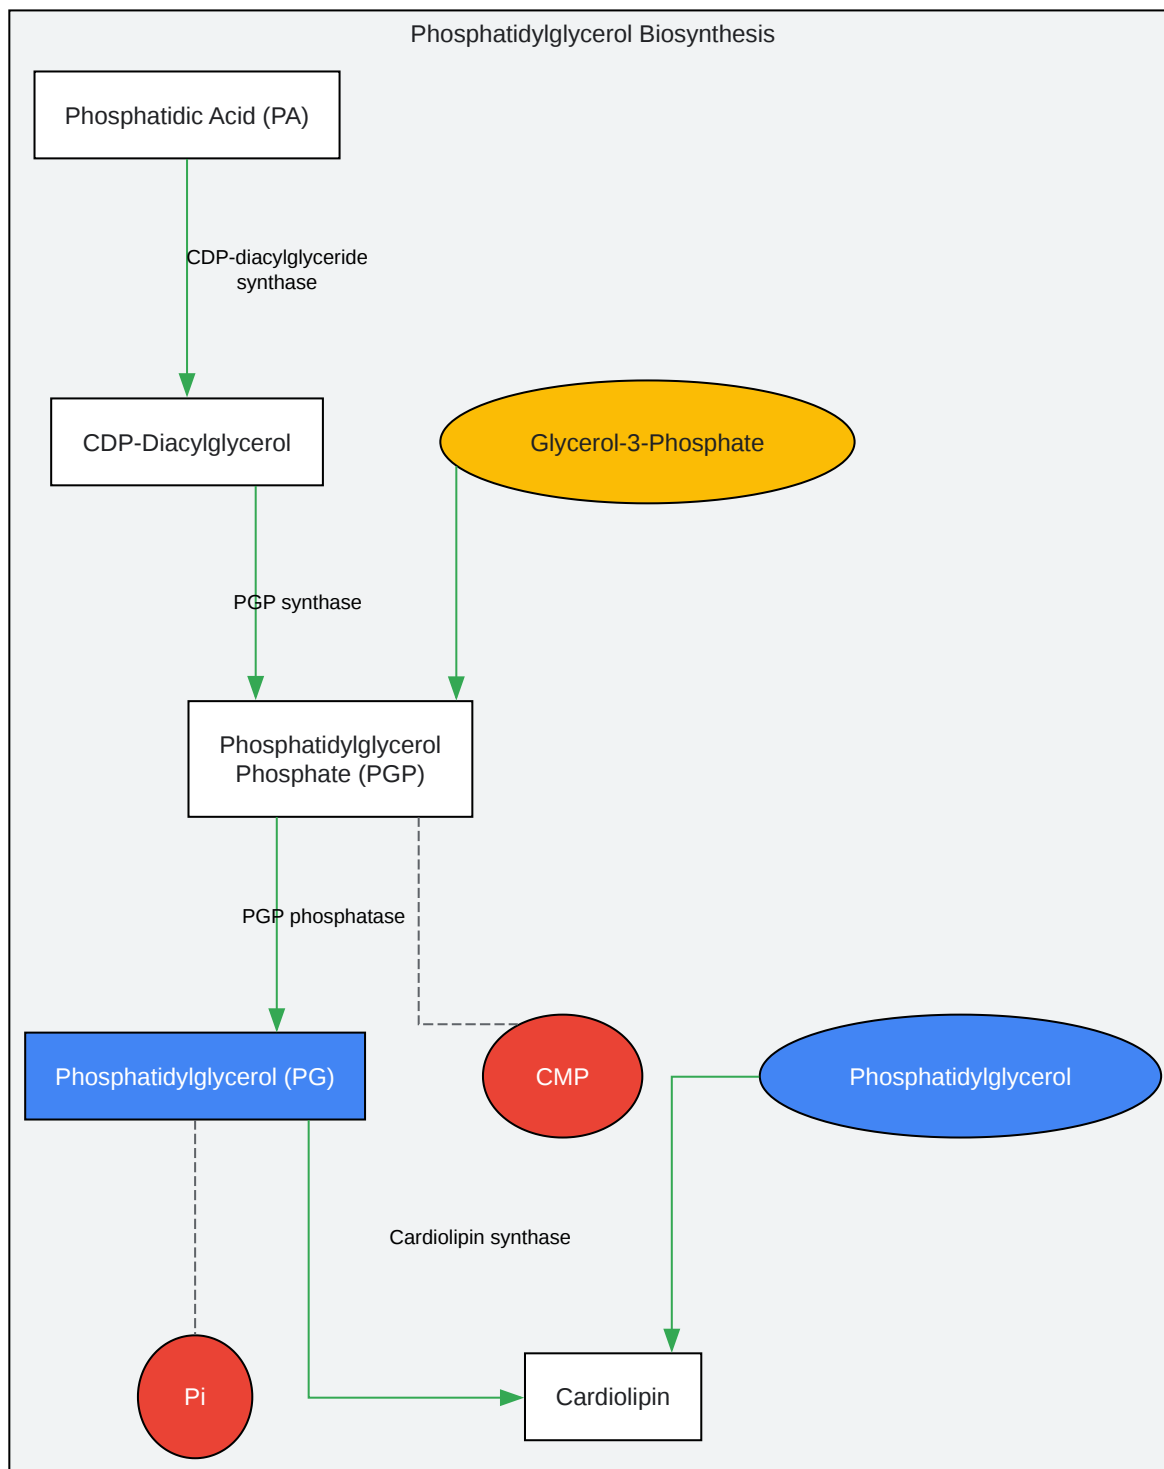 Phosphatidylglycerol Biosynthesis
Phosphatidic Acid (PA)
CDP-diacylglyceride
synthase
CDP-Diacylglycerol
Glycerol-3-Phosphate
PGP synthase
Phosphatidylglycerol
Phosphate (PGP)
PGP phosphatase
Phosphatidylglycerol (PG)
CMP
Phosphatidylglycerol
Cardiolipin synthase
Pi
Cardiolipin